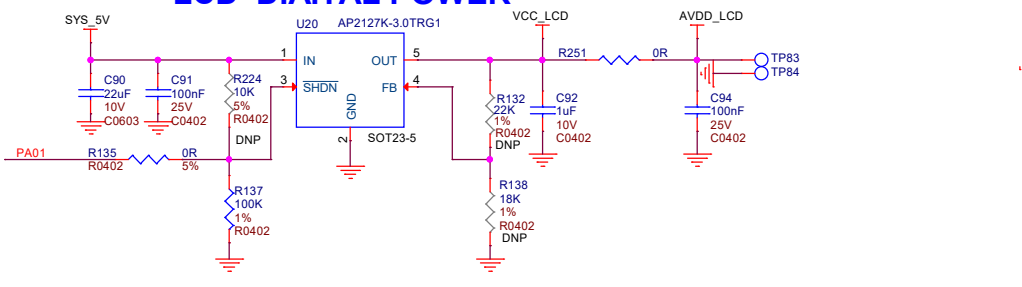 LCD DIAITAL POWER
SYS_5V
U20 AP2127K-3.0TRG1
VCC_LCD
AVDD_LCD
1 IN
OUT 5
R251 0R
TP83
TP84
3 SHDN
FB 4
GND
2
SOT23-5
C90
22uF
10V
C0603
C91
100nF
25V
C0402
R224
10K
5%
R0402
DNP
R132
22K
1%
R0402
DNP
C92
1uF
10V
C0402
C94
100nF
25V
C0402
PA01
R135 0R
R0402 5%
R137
100K
1%
R0402
R138
18K
1%
R0402
DNP